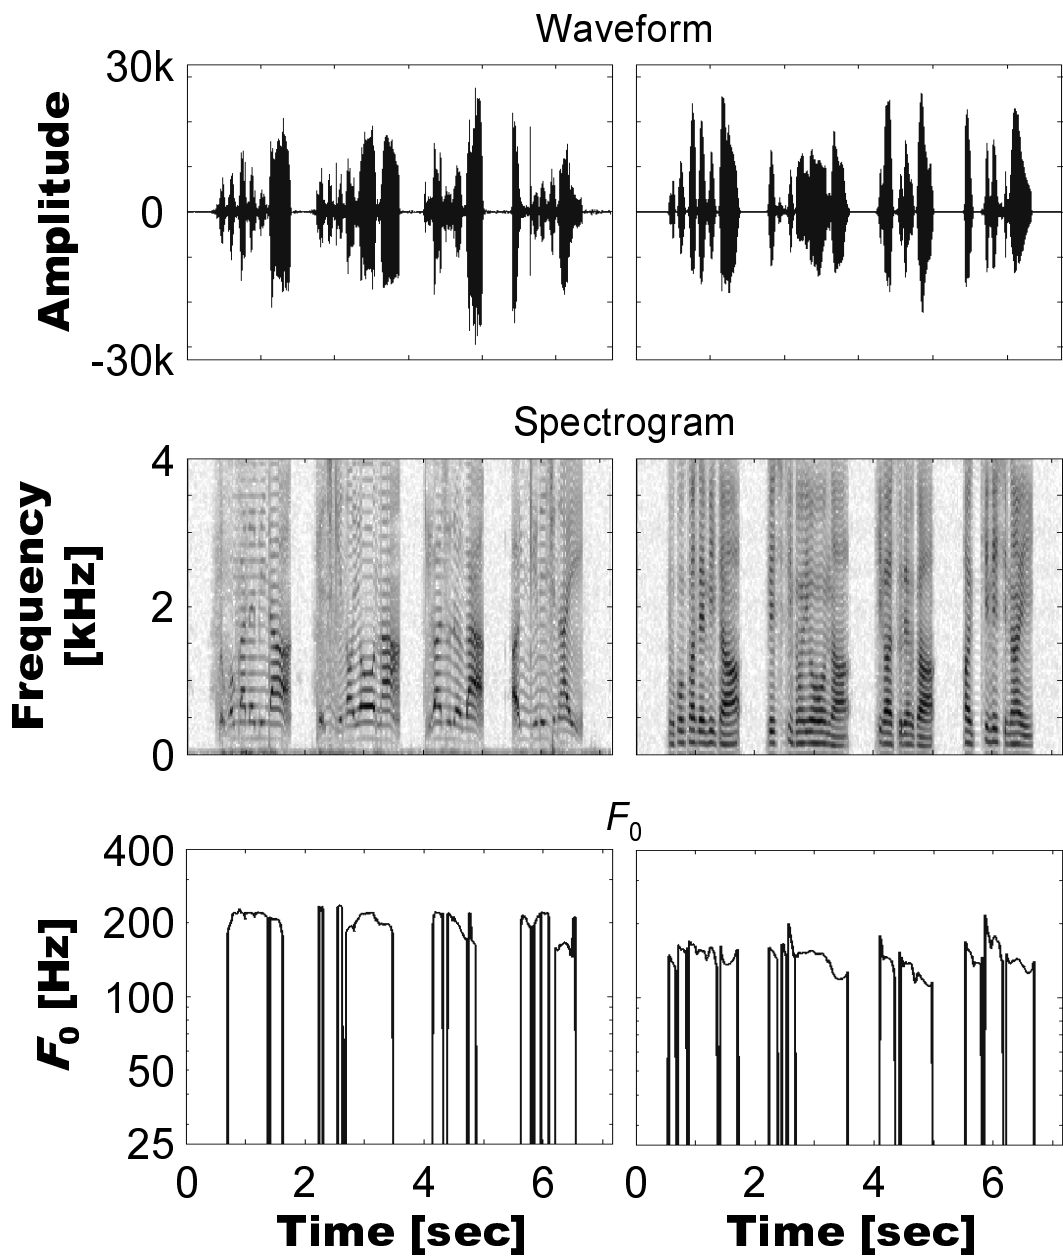 Waveform
Amplitude
30k
0
-30k
Spectrogram
Frequency
[kHz]
4
2
0
F0
F0 [Hz]
400
200
100
50
25
0 2 4 6 0 2 4 6
Time [sec] Time [sec]